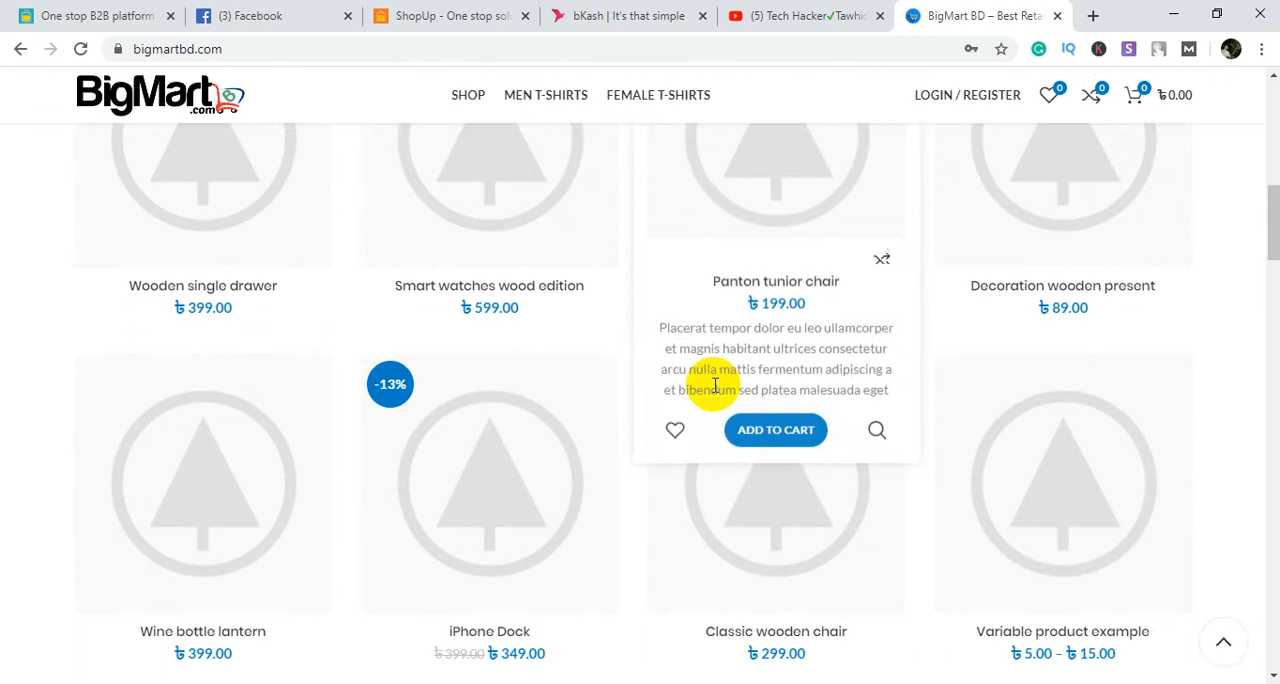 One stop B2B platform
(3) Facebook
ShopUp - One stop sol
bKash | It's that simple
(5) Tech Hacker✓Tawhid
BigMart BD – Best Reta
bigmartbd.com
BigMart
.com
SHOP
MEN T-SHIRTS
FEMALE T-SHIRTS
LOGIN / REGISTER
0
0
0
৳ 0.00
Wooden single drawer
৳ 399.00
Smart watches wood edition
৳ 599.00
Panton tunior chair
৳ 199.00
Placerat tempor dolor eu leo ullamcorper
et magnis habitant ultrices consectetur
arcu nulla mattis fermentum adipiscing a
et bibendum sed platea malesuada eget
ADD TO CART
Decoration wooden present
৳ 89.00
-13%
Wine bottle lantern
৳ 399.00
iPhone Dock
৳ 399.00 ৳ 349.00
Classic wooden chair
৳ 299.00
Variable product example
৳ 5.00 – ৳ 15.00